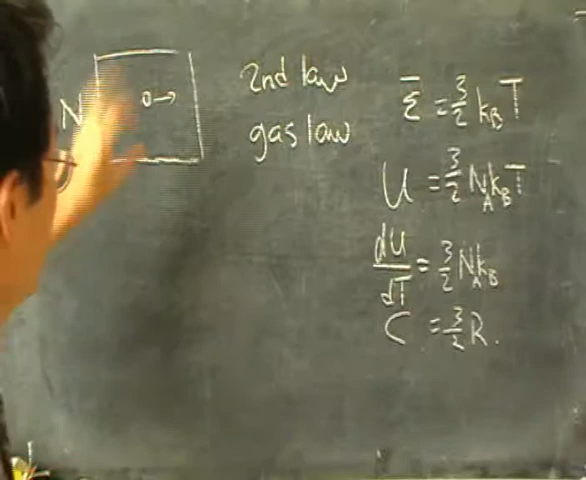 N
2nd law
gas law
ε̄ = 3/2 k_B T
U = 3/2 N_A k_B T
dU/dT = 3/2 N_A k_B
C = 3/2 R.